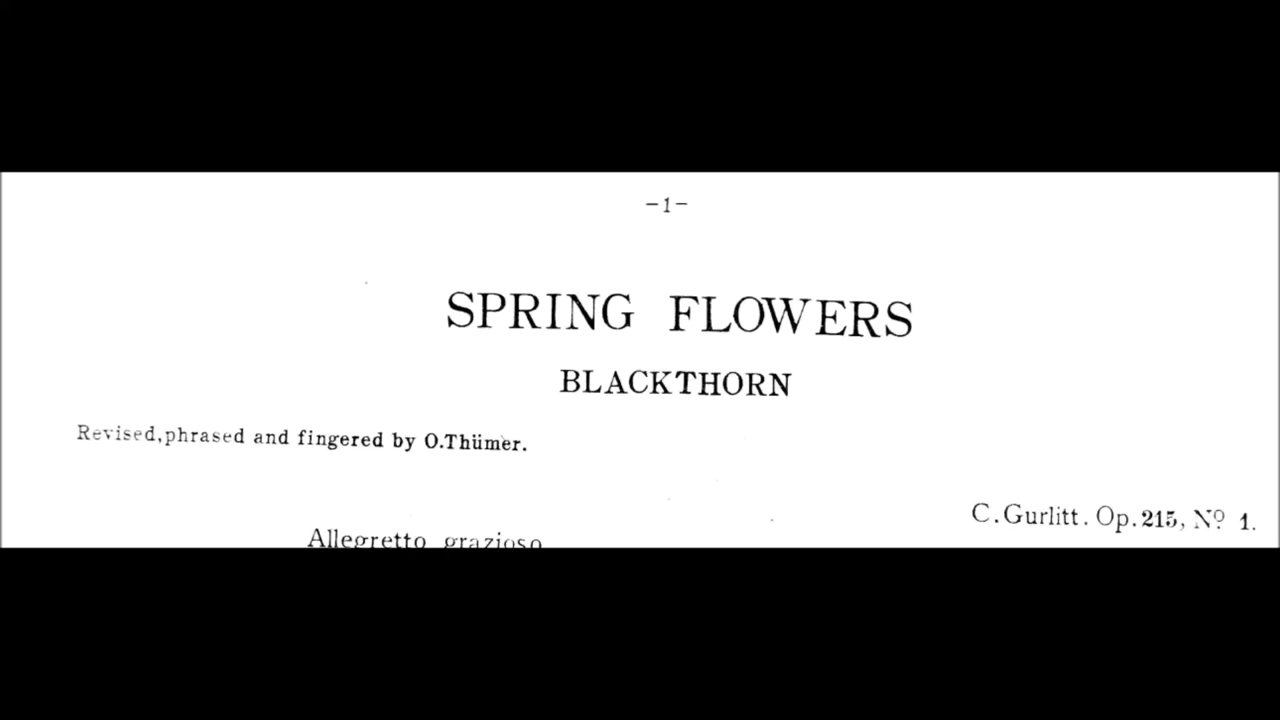 -1-
SPRING FLOWERS
BLACKTHORN
Revised, phrased and fingered by O.Thümer.
C.Gurlitt. Op. 215, Nº 1.
Allegretto grazioso